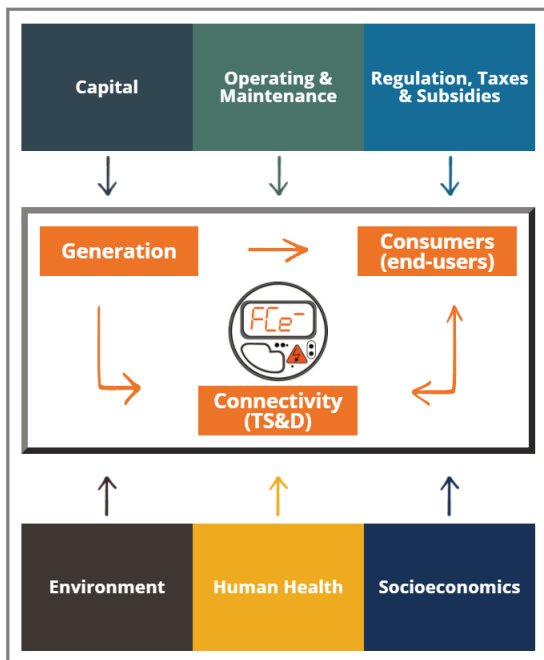 Capital
Operating &
Maintenance
Regulation, Taxes
& Subsidies
Generation
Consumers
(end-users)
FCe-
Connectivity
(TS&D)
Environment
Human Health
Socioeconomics